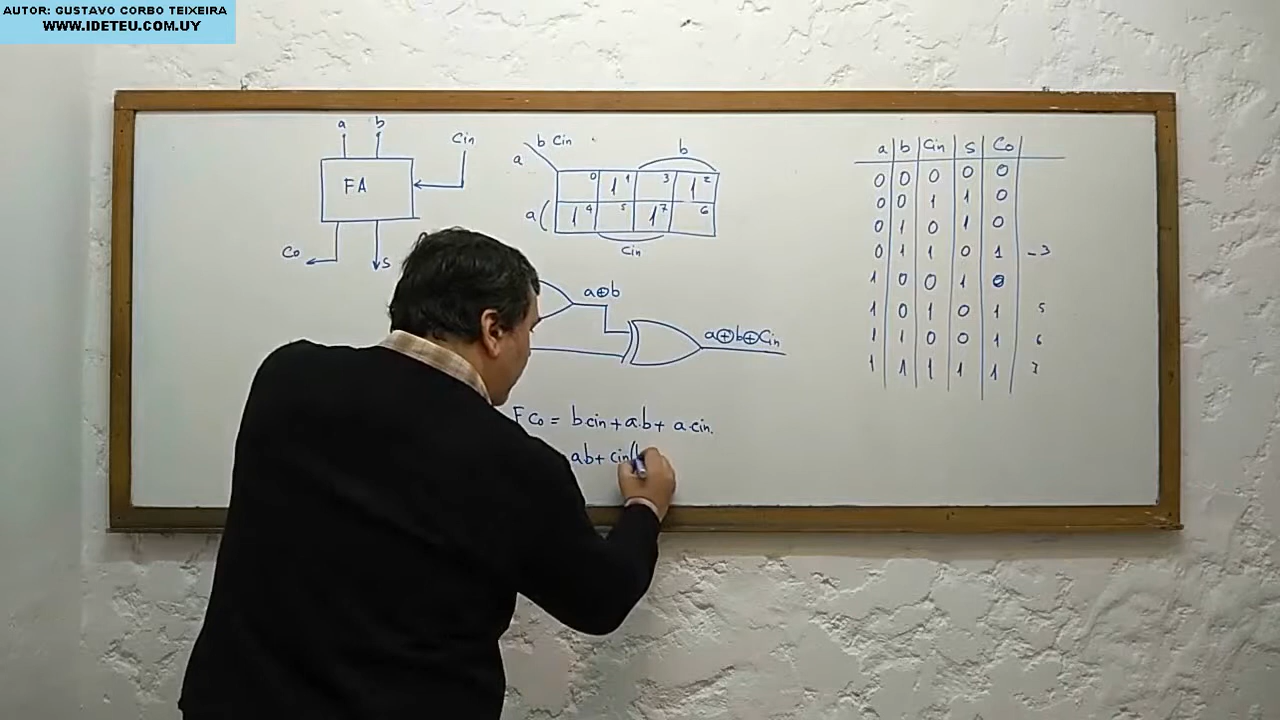 AUTOR: GUSTAVO CORBO TEIXEIRA
WWW.IDETEU.COM.UY
a b
Cin
FA
Co
S
b Cin
a
b
0 1 1 3 1 2
a
1 4 5 1 7 6
Cin
a⊕b
a⊕b⊕Cin
F Co = b.cin + a.b + a.cin.
ab + cin(
a b Cin S Co
0 0 0 0 0
0 0 1 1 0
0 1 0 1 0
0 1 1 0 1 - 3
1 0 0 1 0
1 0 1 0 1 5
1 1 0 0 1 6
1 1 1 1 1 7